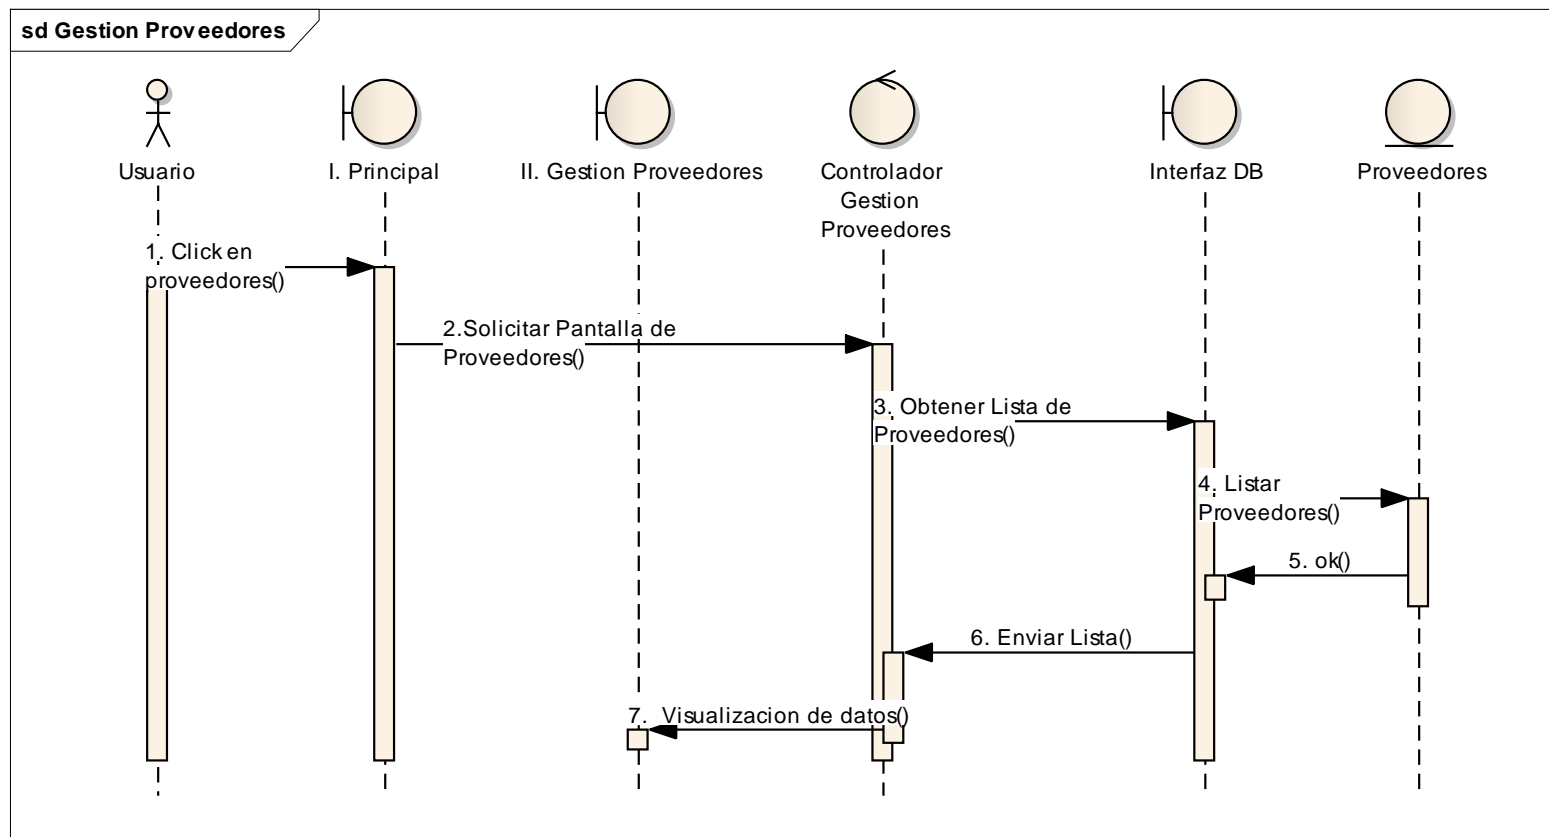 sd Gestion Proveedores
Usuario
I. Principal
II. Gestion Proveedores
Controlador
Gestion
Proveedores
Interfaz DB
Proveedores
1. Click en
proveedores()
2.Solicitar Pantalla de
Proveedores()
3. Obtener Lista de
Proveedores()
4. Listar
Proveedores()
5. ok()
6. Enviar Lista()
7. Visualizacion de datos()